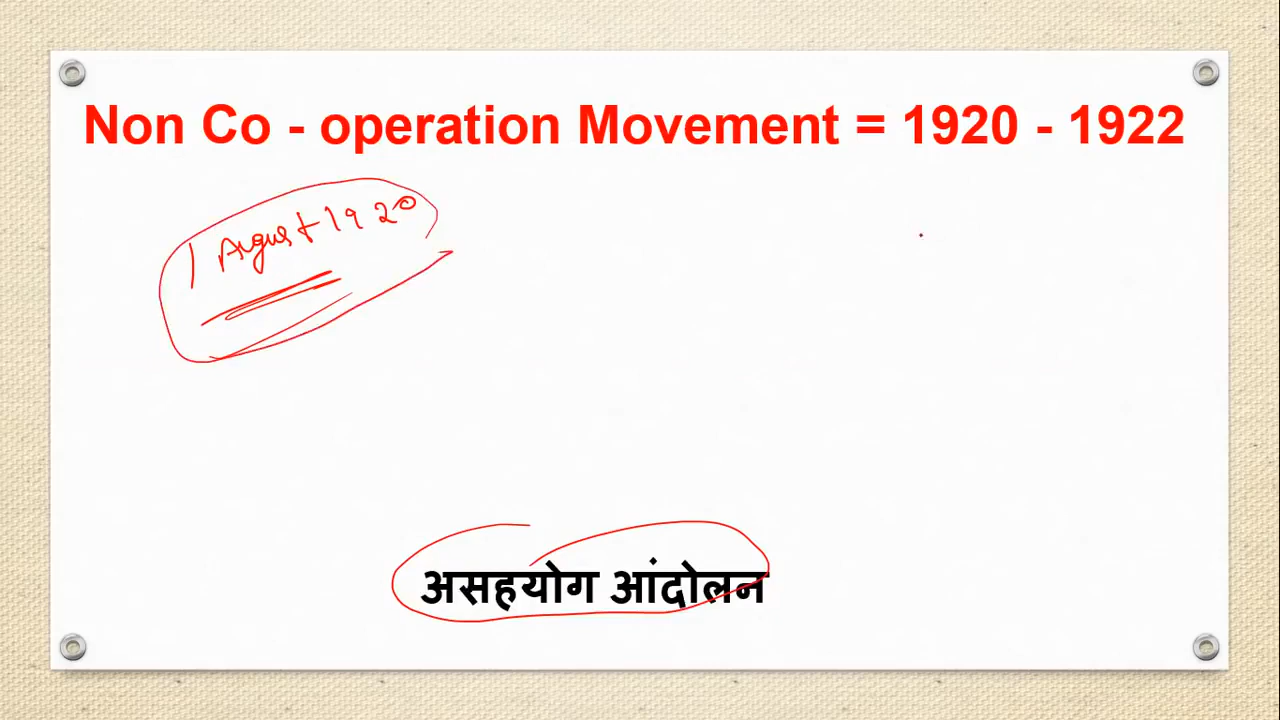 Non Co - operation Movement = 1920 - 1922
1 August 1920
असहयोग आंदोलन